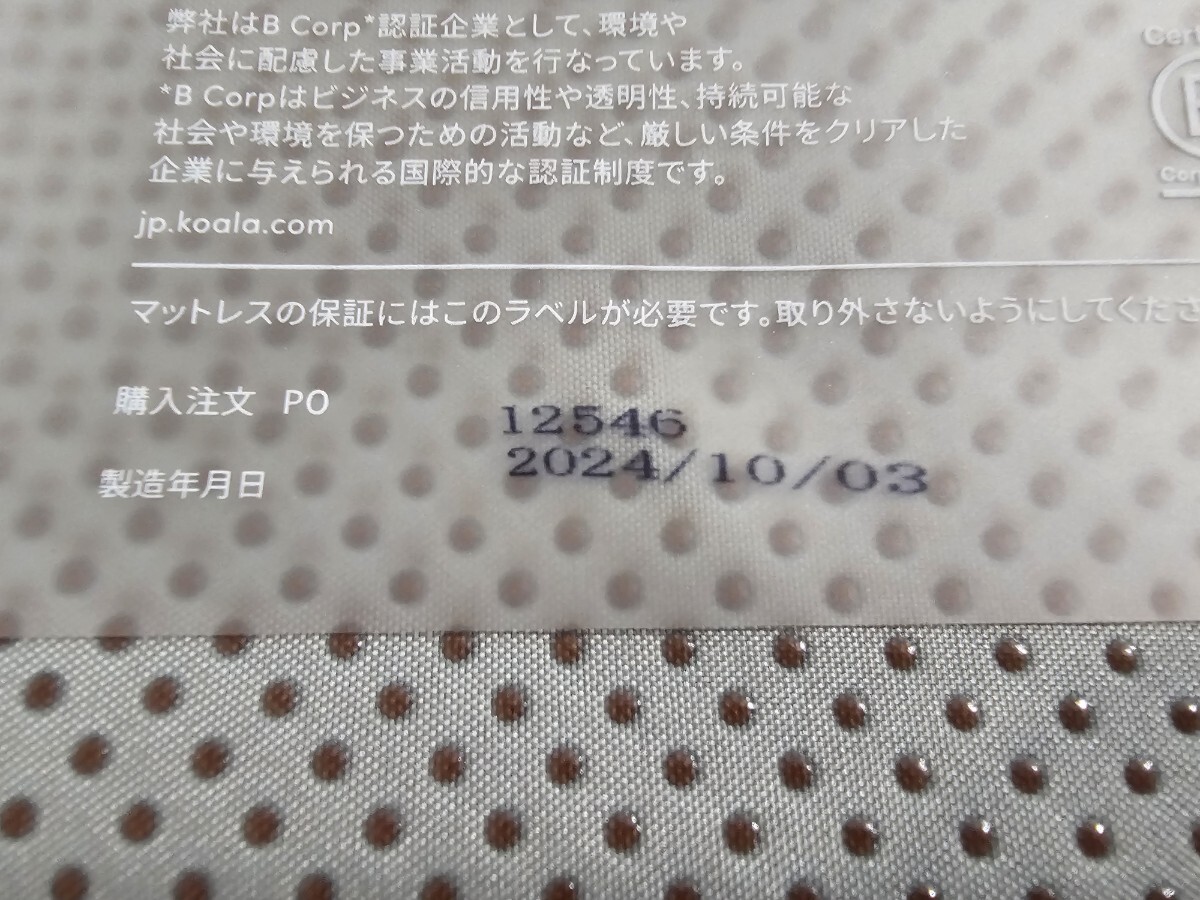 弊社はB Corp*認証企業として、環境や
社会に配慮した事業活動を行なっています。
*B Corpはビジネスの信用性や透明性、持続可能な
社会や環境を保つための活動など、厳しい条件をクリアした
企業に与えられる国際的な認証制度です。
jp.koala.com
Cert
B
Cor
マットレスの保証にはこのラベルが必要です。取り外さないようにしてくださ
購入注文 PO 12546
製造年月日 2024/10/03